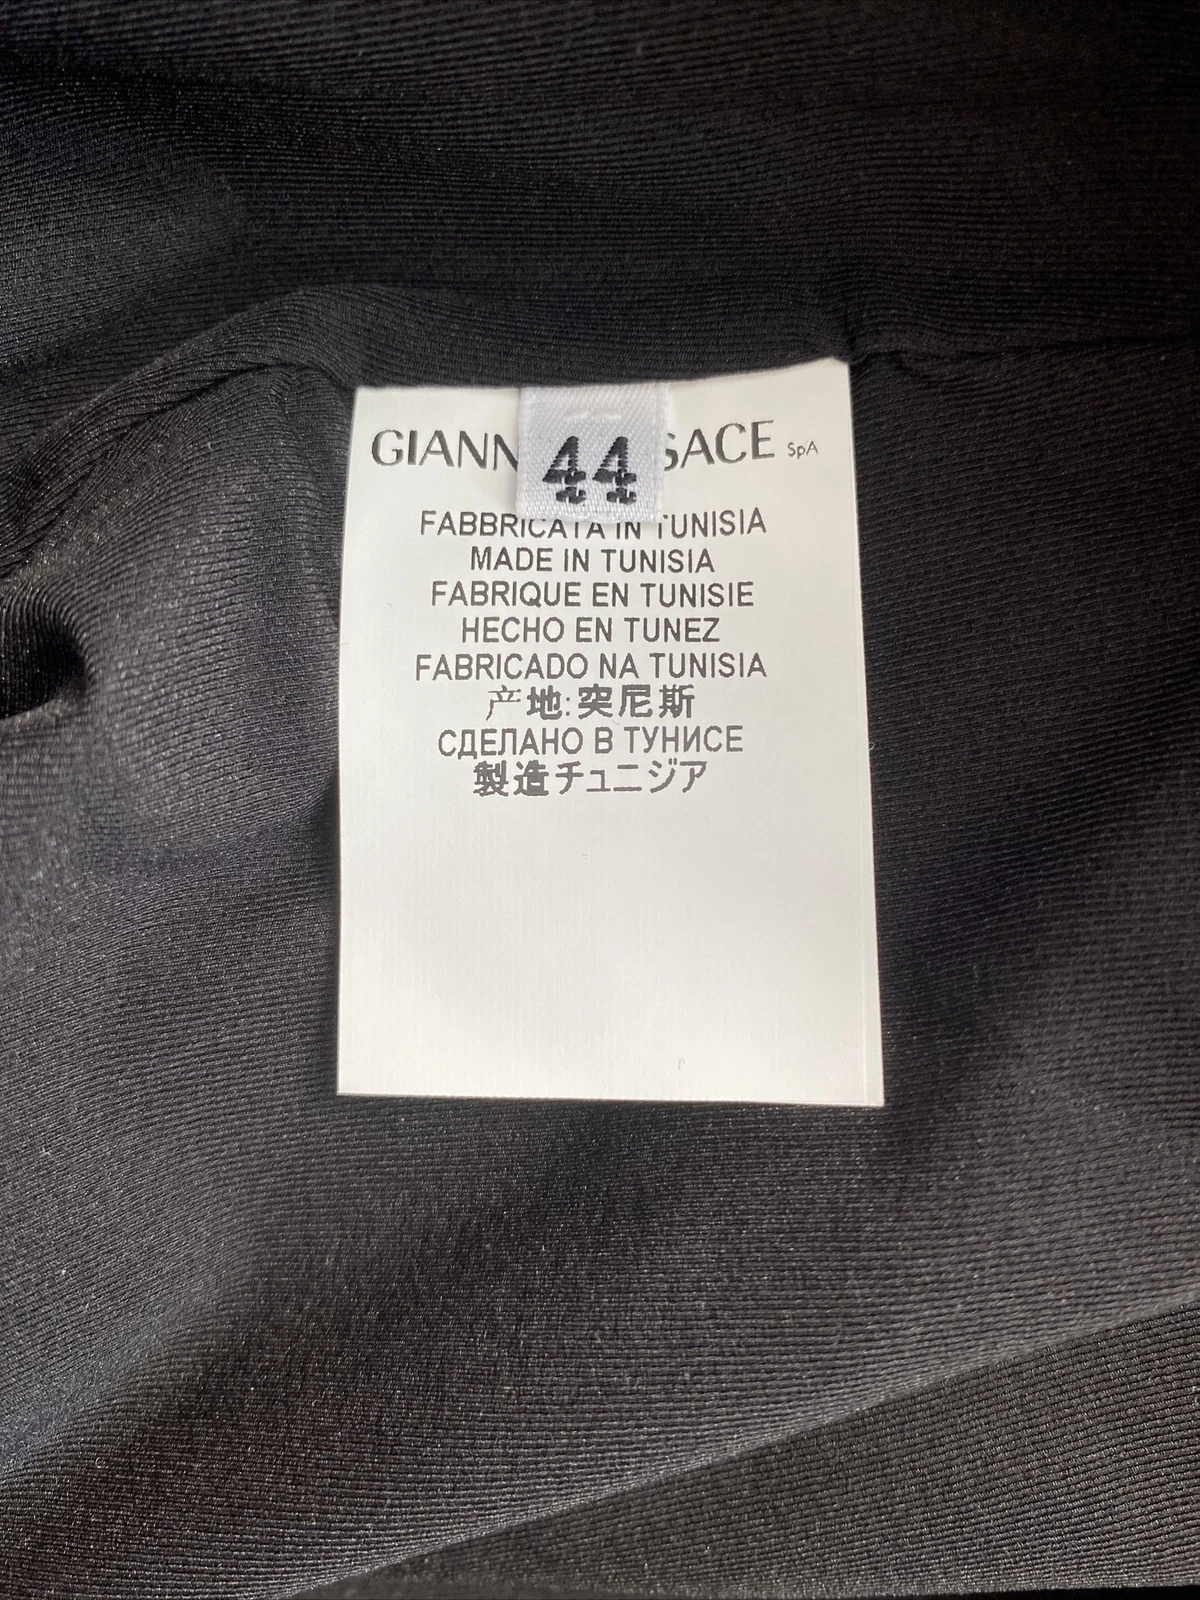 GIANN SACE SpA
44
FABBRICATA IN TUNISIA
MADE IN TUNISIA
FABRIQUE EN TUNISIE
HECHO EN TUNEZ
FABRICADO NA TUNISIA
产地:突尼斯
СДЕЛАНО В ТУНИСЕ
製造チュニジア